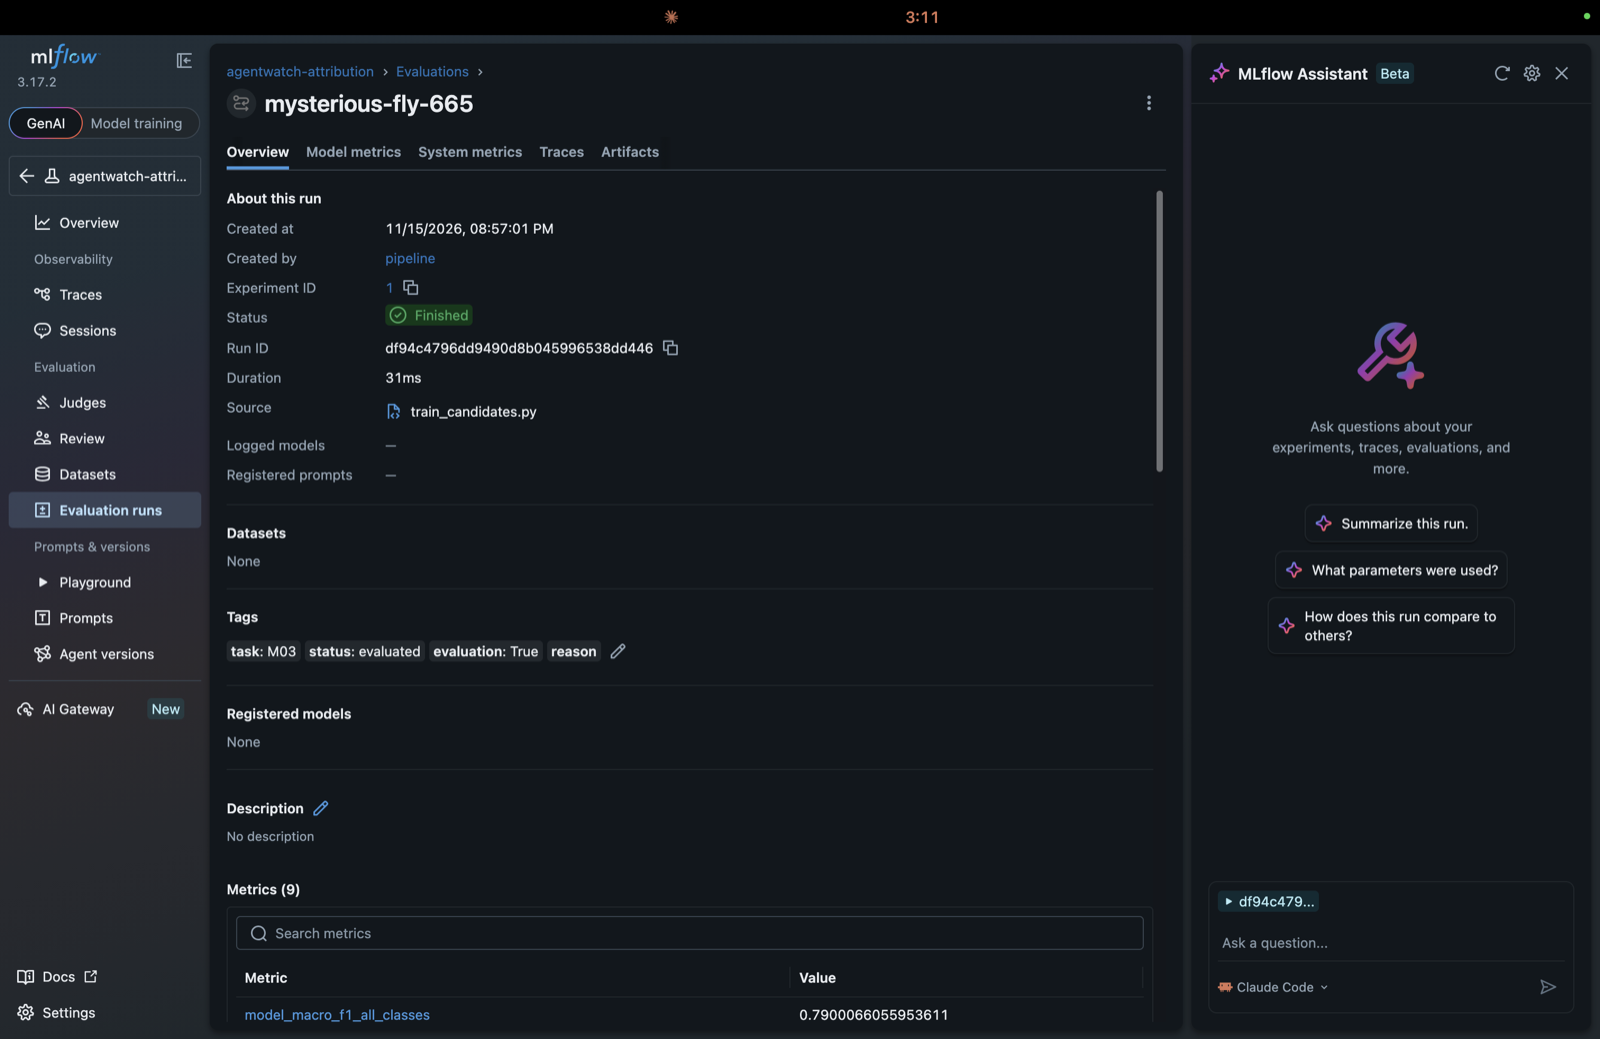 3:11
mlflow
3.17.2
GenAI
Model training
agentwatch-attri...
Overview
Observability
Traces
Sessions
Evaluation
Judges
Review
Datasets
Evaluation runs
Prompts & versions
Playground
Prompts
Agent versions
AI Gateway New
Docs
Settings
agentwatch-attribution › Evaluations ›
mysterious-fly-665
Overview Model metrics System metrics Traces Artifacts
About this run
Created at 11/15/2026, 08:57:01 PM
Created by pipeline
Experiment ID 1
Status Finished
Run ID df94c4796dd9490d8b045996538dd446
Duration 31ms
Source train_candidates.py
Logged models —
Registered prompts —
Datasets
None
Tags
task: M03 status: evaluated evaluation: True reason
Registered models
None
Description
No description
Metrics (9)
Search metrics
Metric Value
model_macro_f1_all_classes 0.7900066055953611
MLflow Assistant Beta
Ask questions about your
experiments, traces, evaluations, and
more.
Summarize this run.
What parameters were used?
How does this run compare to
others?
df94c479...
Ask a question...
Claude Code